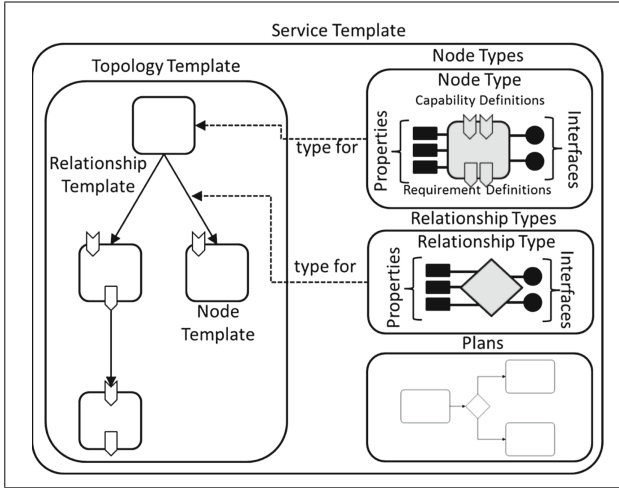 Service Template
Topology Template
Relationship
Template
Node
Template
type for
type for
Node Types
Node Type
Capability Definitions
Properties
Interfaces
Requirement Definitions
Relationship Types
Relationship Type
Properties
Interfaces
Plans